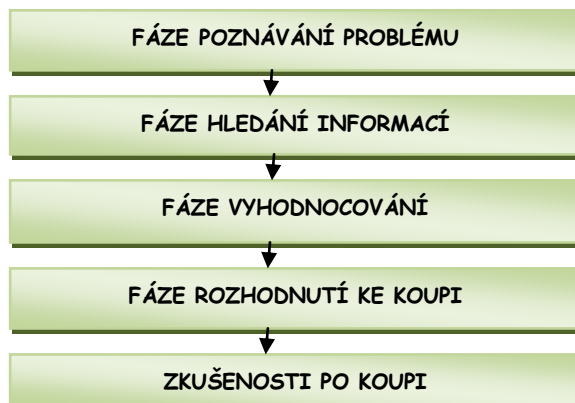 FÁZE POZNÁVÁNÍ PROBLÉMU
FÁZE HLEDÁNÍ INFORMACÍ
FÁZE VYHODNOCOVÁNÍ
FÁZE ROZHODNUTÍ KE KOUPI
ZKUŠENOSTI PO KOUPI